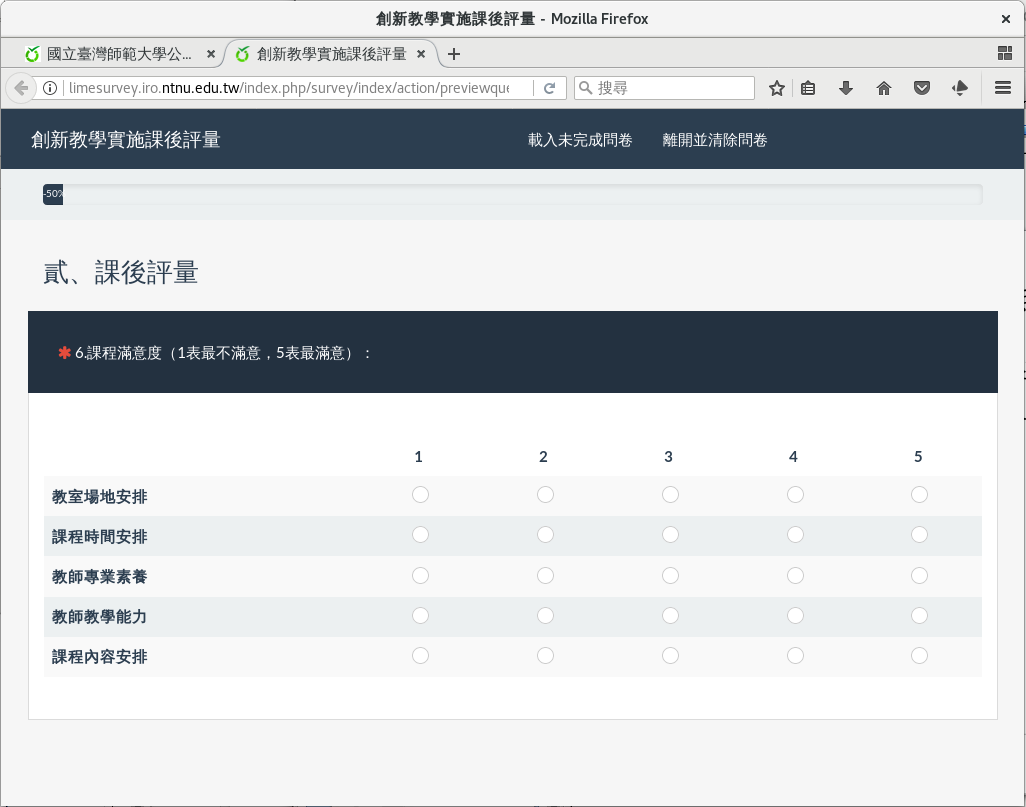 創新教學實施課後評量 - Mozilla Firefox
國立臺灣師範大學公...
創新教學實施課後評量
limesurvey.iro.ntnu.edu.tw/index.php/survey/index/action/previewque
搜尋
創新教學實施課後評量
載入未完成問卷
離開並清除問卷
-50%
貳、課後評量
✱ 6.課程滿意度（1表最不滿意，5表最滿意）：
1 2 3 4 5
教室場地安排
課程時間安排
教師專業素養
教師教學能力
課程內容安排